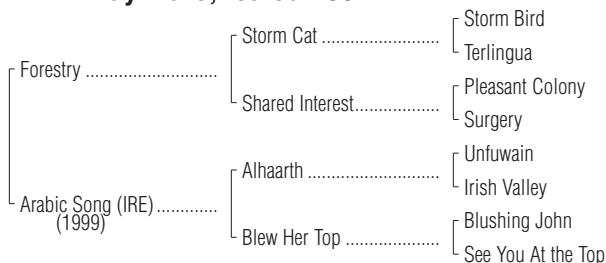 Storm Bird
Storm Cat ........................
Terlingua
Forestry ...........................
Pleasant Colony
Shared Interest.................
Surgery
Unfuwain
Alhaarth ...........................
Irish Valley
Arabic Song (IRE) ............
(1999)
Blushing John
Blew Her Top ...................
See You At the Top